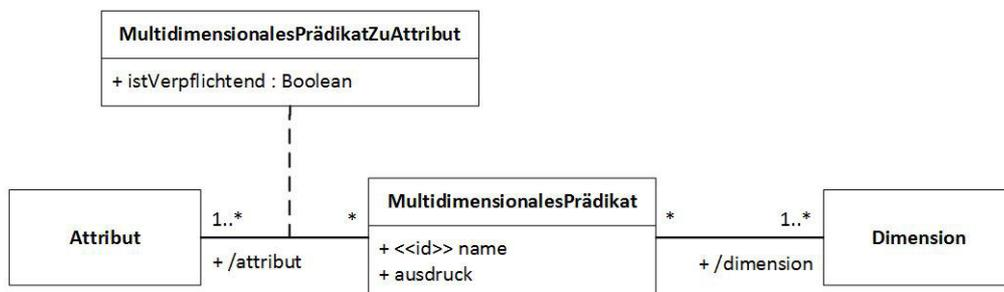 MultidimensionalesPrädikatZuAttribut
+ istVerpflichtend : Boolean
Attribut
1..*
+ /attribut
*
MultidimensionalesPrädikat
+ <<id>> name
+ ausdruck
*
1..*
+ /dimension
Dimension